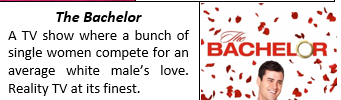 The Bachelor
A TV show where a bunch of
single women compete for an
average white male's love.
Reality TV at its finest.
The
BACHELOR